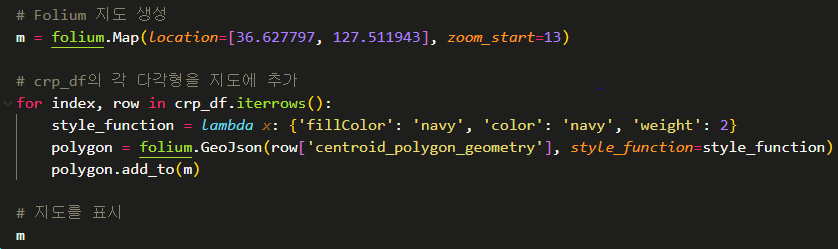 # Folium 지도 생성
m = folium.Map(location=[36.627797, 127.511943], zoom_start=13)
# crp_df의 각 다각형을 지도에 추가
for index, row in crp_df.iterrows():
    style_function = lambda x: {'fillColor': 'navy', 'color': 'navy', 'weight': 2}
    polygon = folium.GeoJson(row['centroid_polygon_geometry'], style_function=style_function)
    polygon.add_to(m)
# 지도를 표시
m